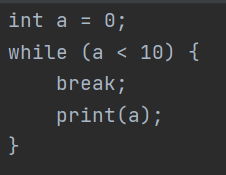 int a = 0;
while (a < 10) {
    break;
    print(a);
}